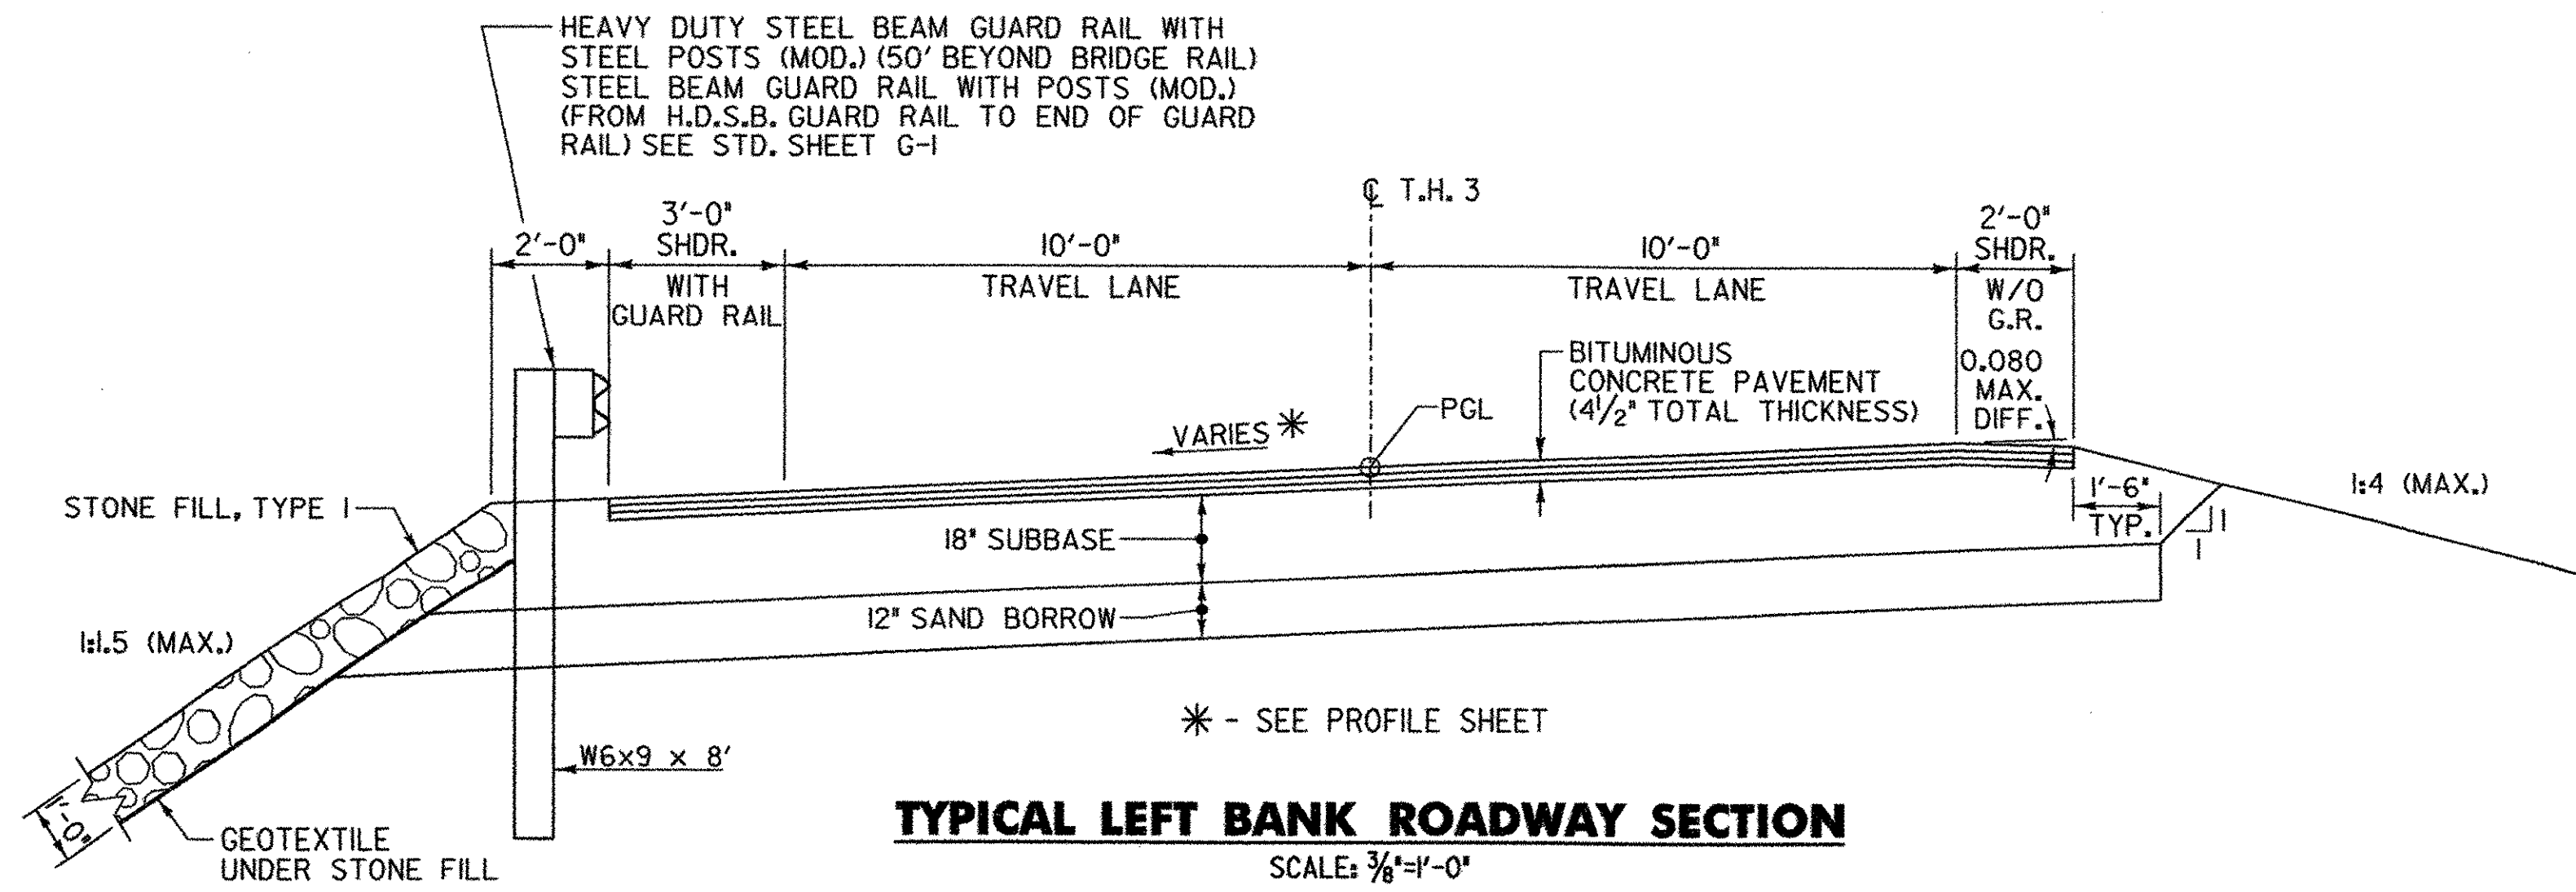 HEAVY DUTY STEEL BEAM GUARD RAIL WITH
STEEL POSTS (MOD.) (50' BEYOND BRIDGE RAIL)
STEEL BEAM GUARD RAIL WITH POSTS (MOD.)
(FROM H.D.S.B. GUARD RAIL TO END OF GUARD
RAIL) SEE STD. SHEET G-1
℄ T.H. 3
2'-0"
3'-0"
SHDR.
WITH
GUARD RAIL
10'-0"
TRAVEL LANE
10'-0"
TRAVEL LANE
2'-0"
SHDR.
W/O
G.R.
0.080
MAX.
DIFF.
BITUMINOUS
CONCRETE PAVEMENT
(4 1/2" TOTAL THICKNESS)
PGL
VARIES *
STONE FILL, TYPE I
1:4 (MAX.)
1'-6"
TYP.
1
1
18" SUBBASE
12" SAND BORROW
1:1.5 (MAX.)
* - SEE PROFILE SHEET
W6x9 x 8'
1'-0"
GEOTEXTILE
UNDER STONE FILL
TYPICAL LEFT BANK ROADWAY SECTION
SCALE: 3/8"=1'-0"